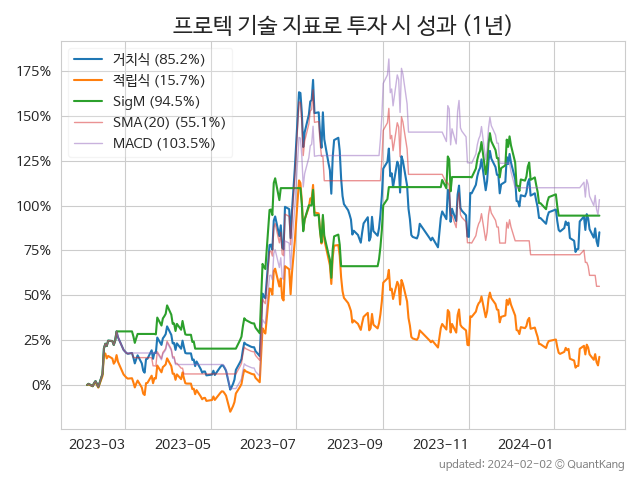 프로텍 기술 지표로 투자 시 성과 (1년)
거치식 (85.2%)
적립식 (15.7%)
SigM (94.5%)
SMA(20) (55.1%)
MACD (103.5%)
175%
150%
125%
100%
75%
50%
25%
0%
2023-03 2023-05 2023-07 2023-09 2023-11 2024-01
updated: 2024-02-02 © QuantKang